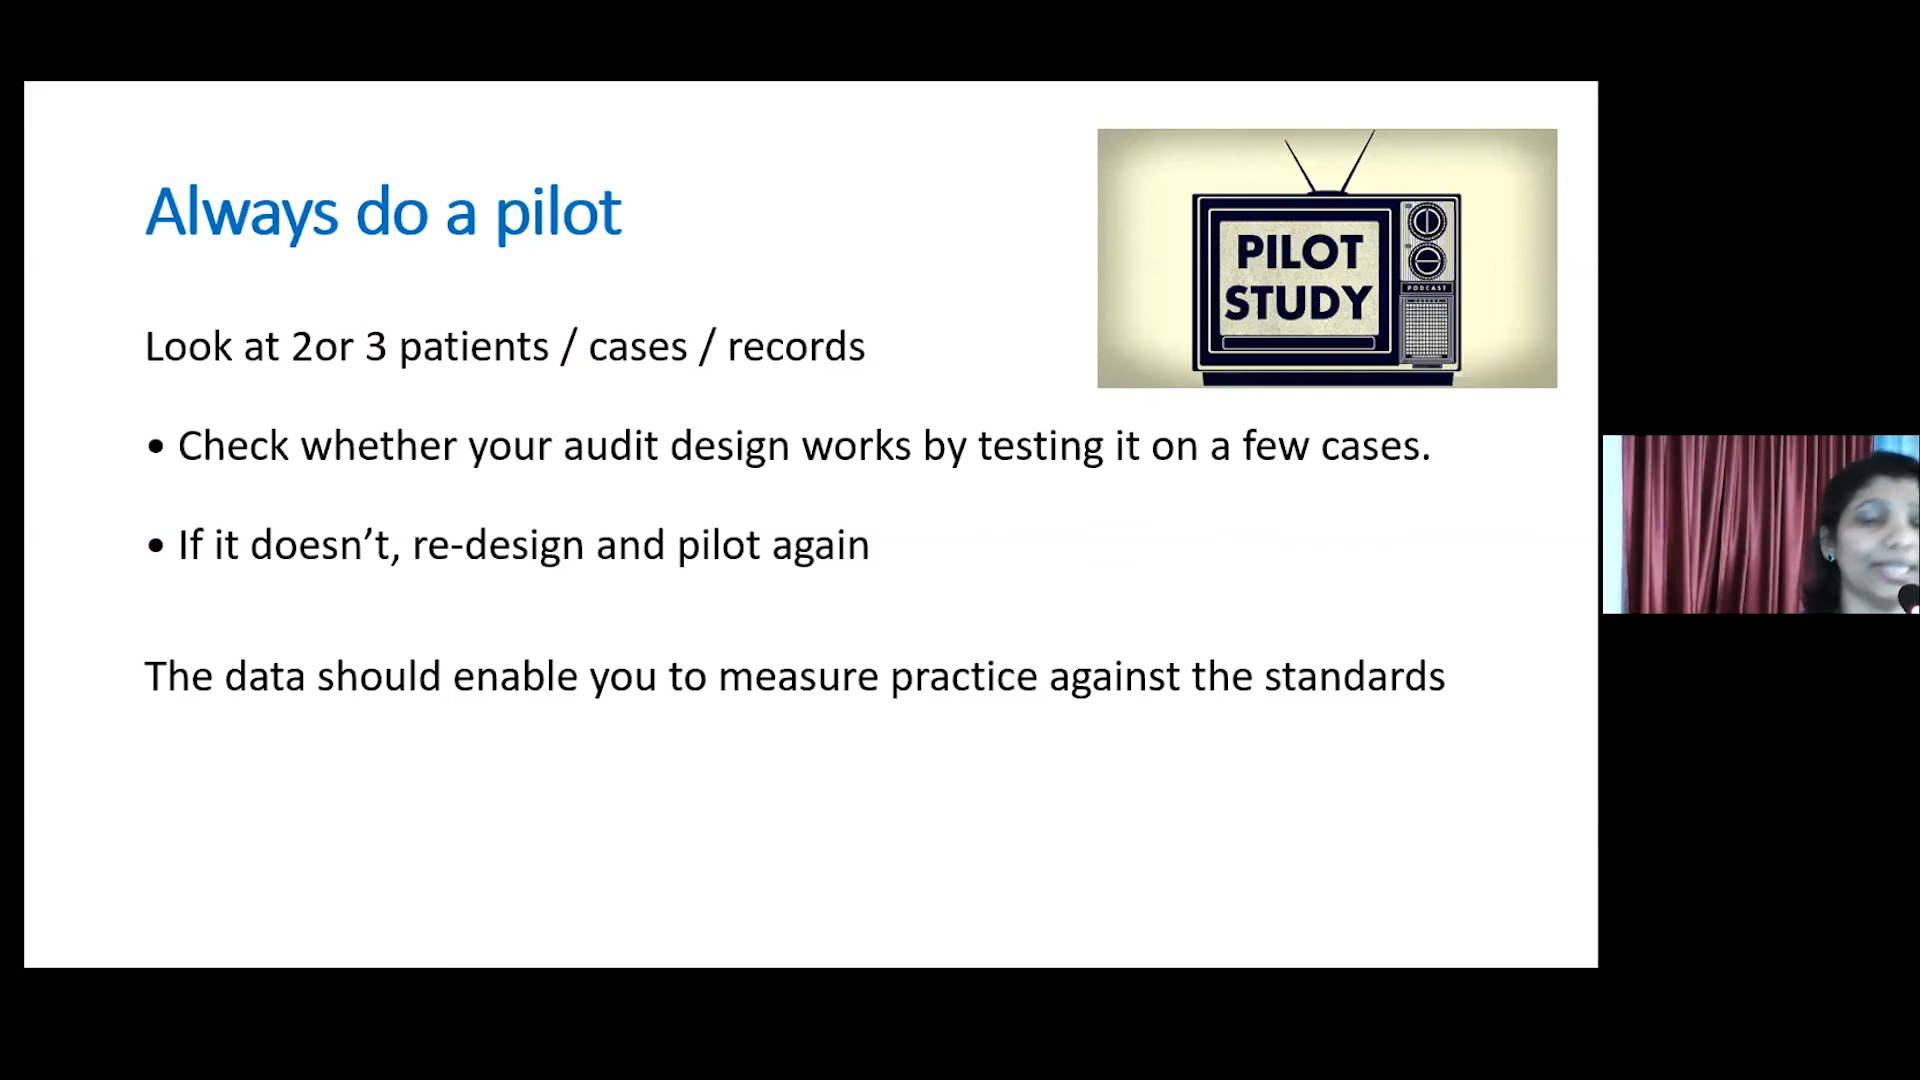 Always do a pilot
PILOT
STUDY
PODCAST
Look at 2or 3 patients / cases / records
• Check whether your audit design works by testing it on a few cases.
• If it doesn’t, re-design and pilot again
The data should enable you to measure practice against the standards